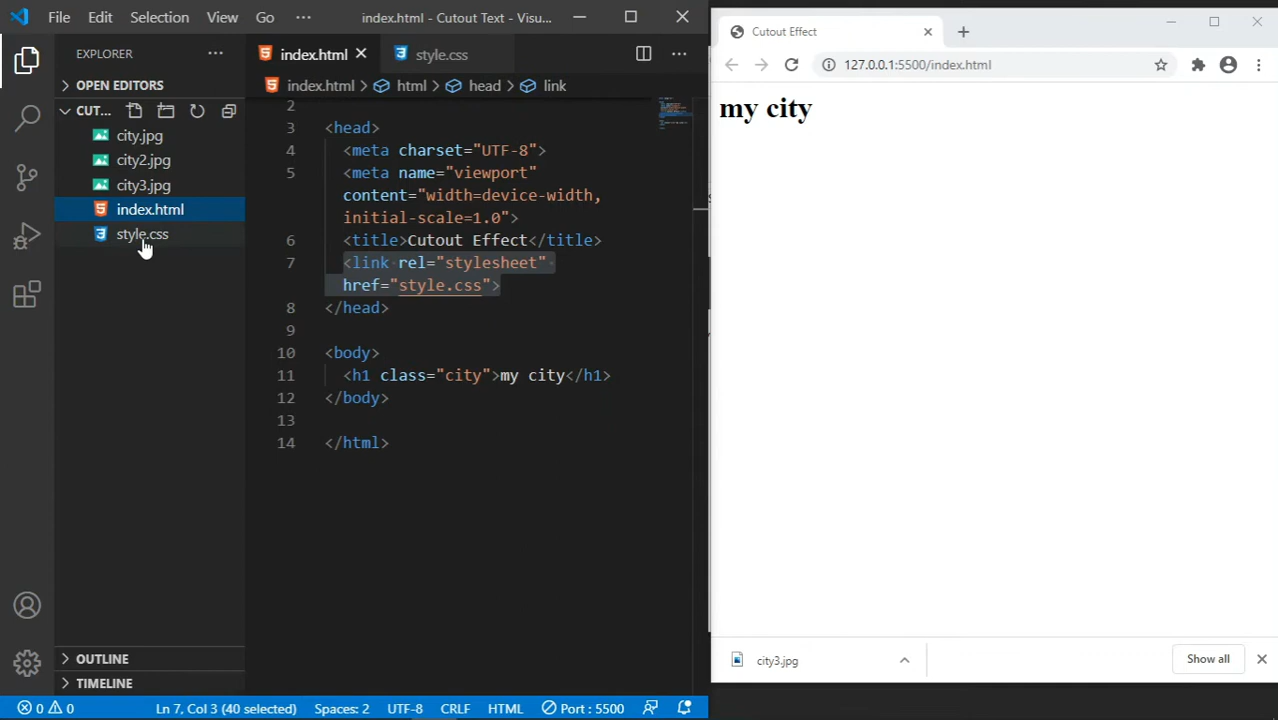 File Edit Selection View Go ··· index.html - Cutout Text - Visu...
EXPLORER ···
OPEN EDITORS
CUT...
city.jpg
city2.jpg
city3.jpg
index.html
style.css
OUTLINE
TIMELINE
index.html style.css
index.html > html > head > link
2
3 <head>
4 <meta charset="UTF-8">
5 <meta name="viewport"
content="width=device-width,
initial-scale=1.0">
6 <title>Cutout Effect</title>
7 <link rel="stylesheet"
href="style.css">
8 </head>
9
10 <body>
11 <h1 class="city">my city</h1>
12 </body>
13
14 </html>
0 0 Ln 7, Col 3 (40 selected) Spaces: 2 UTF-8 CRLF HTML Port : 5500
Cutout Effect
127.0.0.1:5500/index.html
my city
city3.jpg Show all